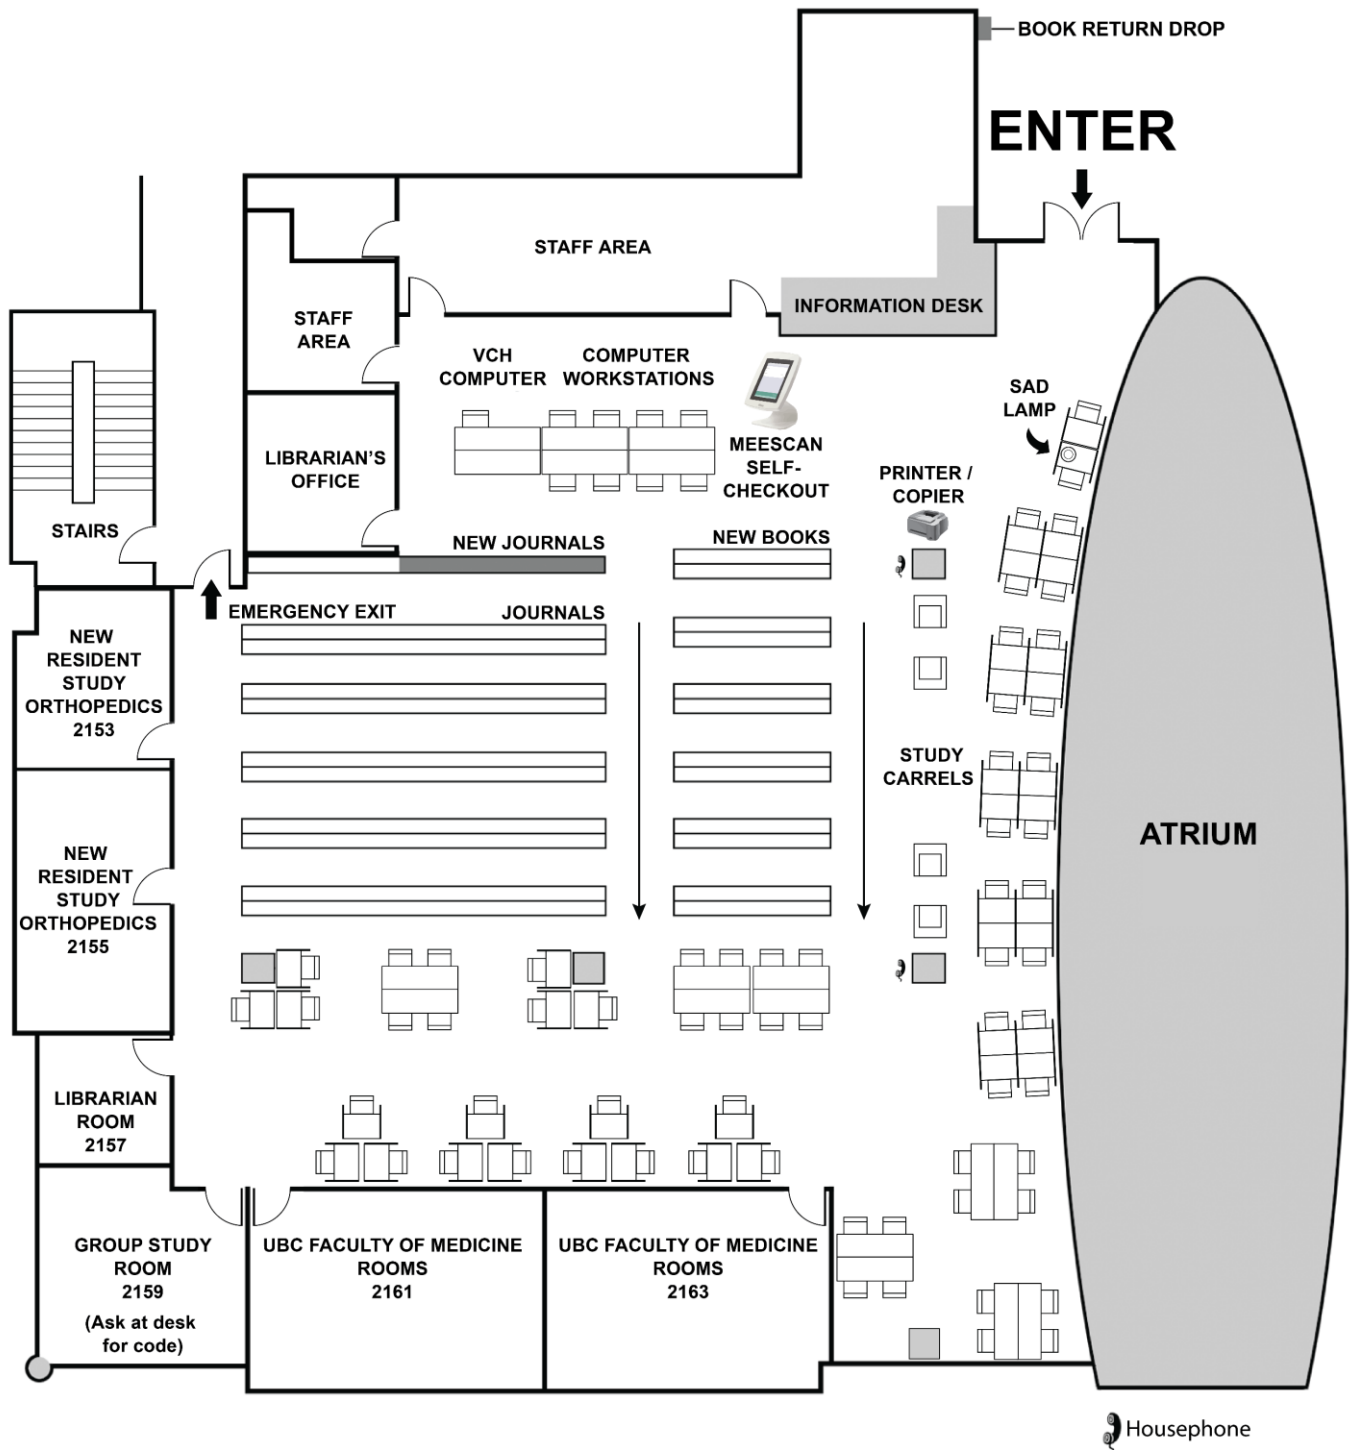 BOOK RETURN DROP
ENTER
STAFF AREA
INFORMATION DESK
STAFF
AREA
VCH
COMPUTER
COMPUTER
WORKSTATIONS
MEESCAN
SELF-
CHECKOUT
SAD
LAMP
LIBRARIAN'S
OFFICE
PRINTER /
COPIER
STAIRS
NEW JOURNALS
NEW BOOKS
EMERGENCY EXIT
JOURNALS
NEW
RESIDENT
STUDY
ORTHOPEDICS
2153
STUDY
CARRELS
ATRIUM
NEW
RESIDENT
STUDY
ORTHOPEDICS
2155
LIBRARIAN
ROOM
2157
GROUP STUDY
ROOM
2159
(Ask at desk
for code)
UBC FACULTY OF MEDICINE
ROOMS
2161
UBC FACULTY OF MEDICINE
ROOMS
2163
Housephone